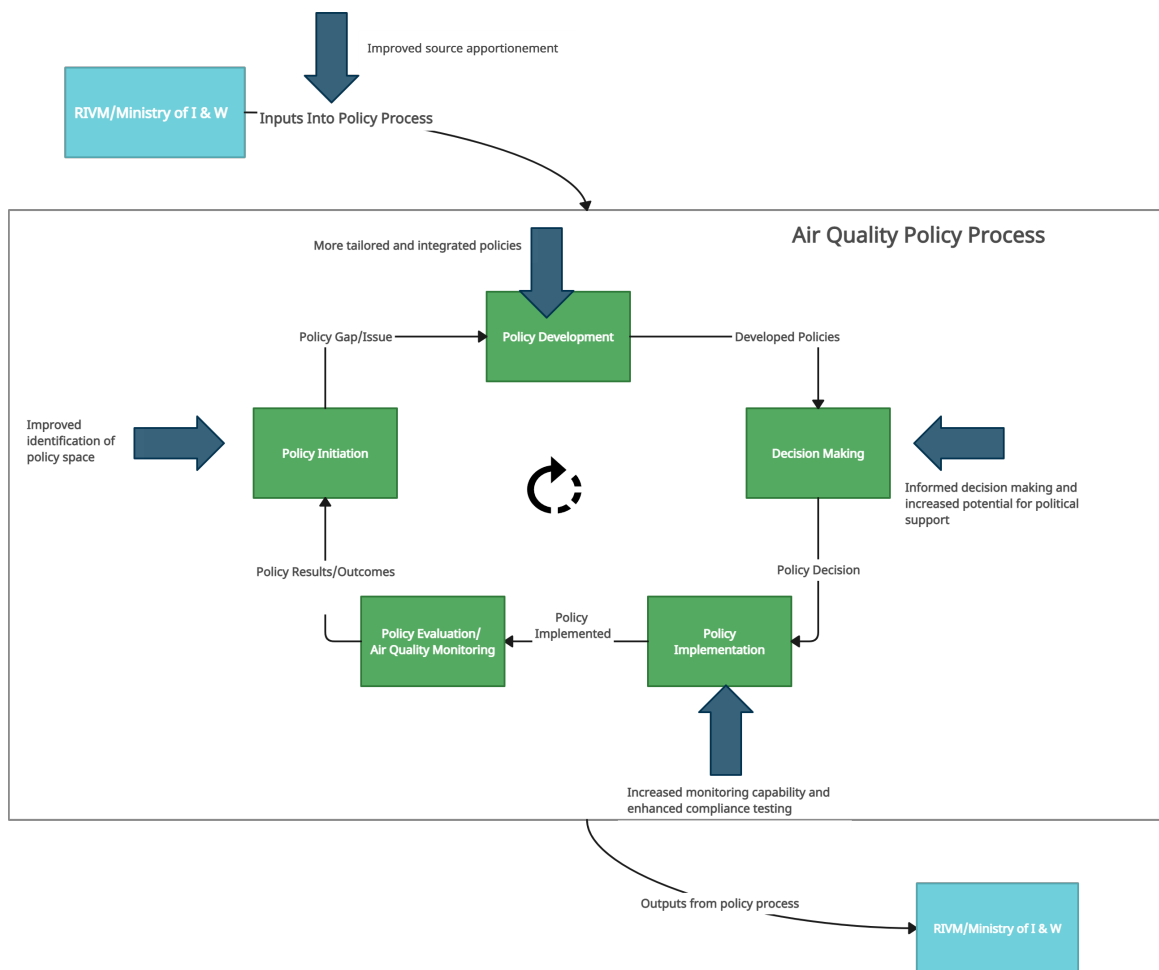 Improved source apportionement
RIVM/Ministry of I & W
Inputs Into Policy Process
Air Quality Policy Process
More tailored and integrated policies
Policy Gap/Issue
Policy Development
Developed Policies
Improved
identification of
policy space
Policy Initiation
Decision Making
Informed decision making and
increased potential for political
support
Policy Results/Outcomes
Policy Decision
Policy Evaluation/
Air Quality Monitoring
Policy
Implemented
Policy
Implementation
Increased monitoring capability and
enhanced compliance testing
Outputs from policy process
RIVM/Ministry of I & W